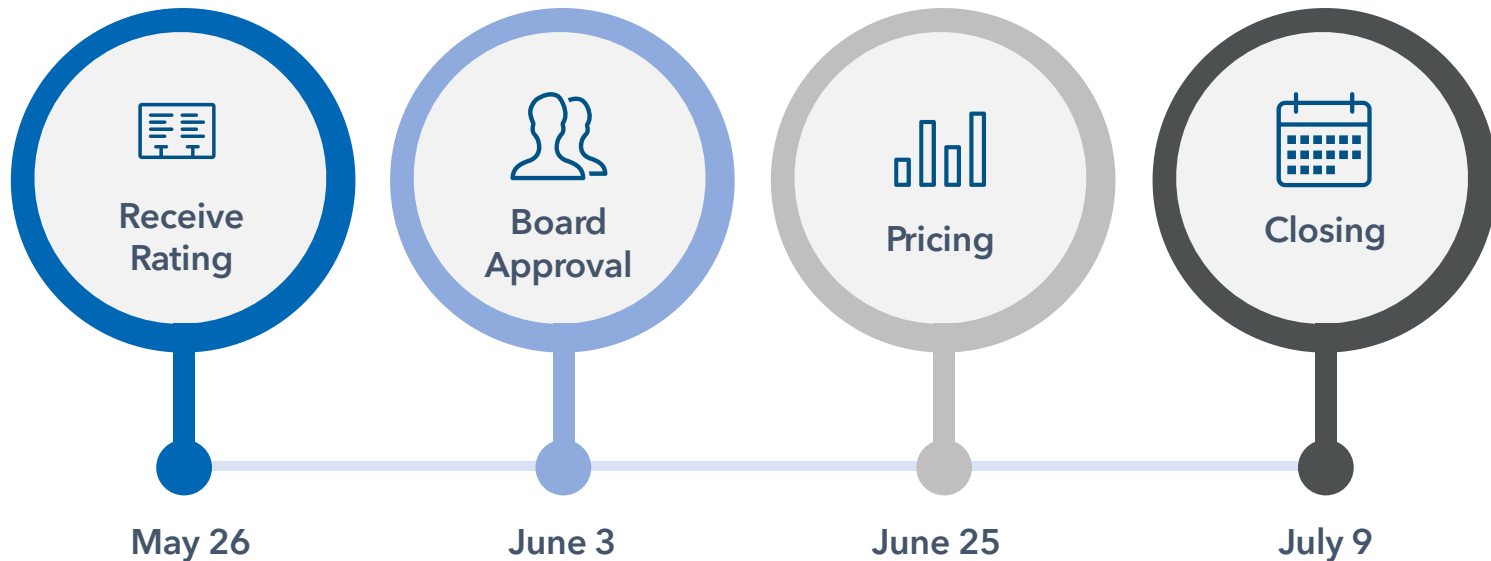 Receive
Rating
Board
Approval
Pricing
Closing
May 26
June 3
June 25
July 9